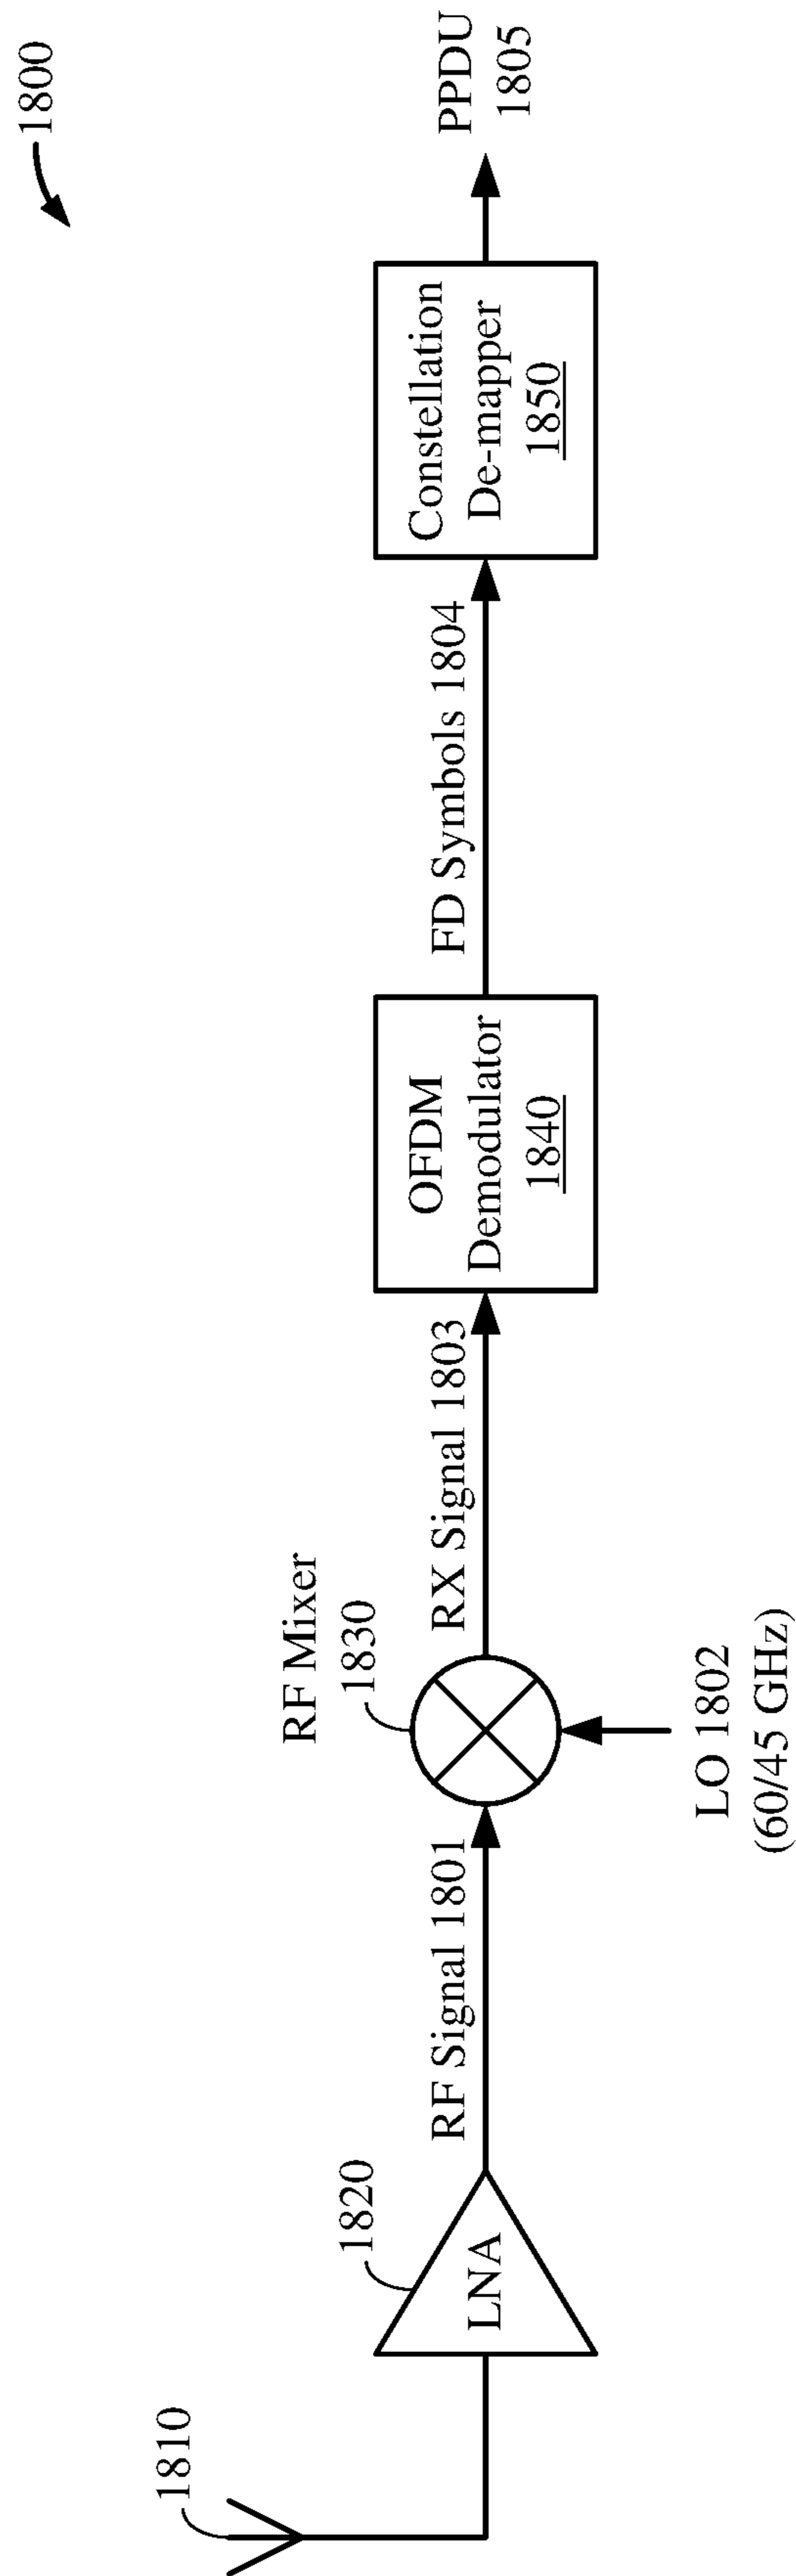 1800
1810
1820
LNA
RF Signal 1801
RF Mixer
1830
LO 1802
(60/45 GHz)
RX Signal 1803
OFDM
Demodulator
1840
FD Symbols 1804
Constellation
De-mapper
1850
PPDU
1805